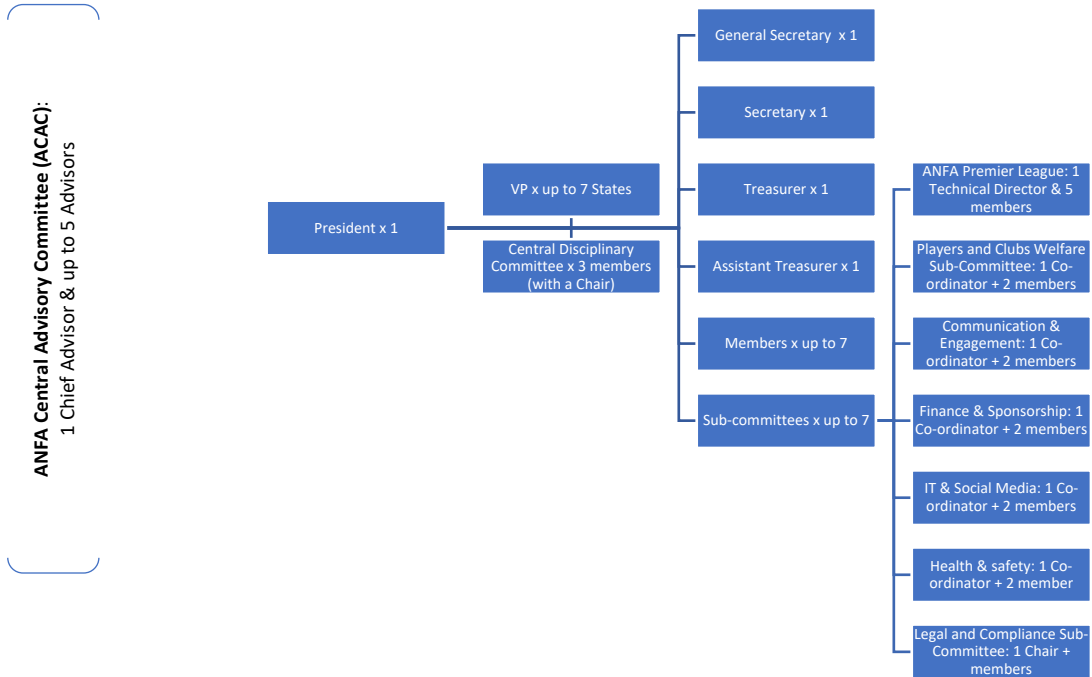 ANFA Central Advisory Committee (ACAC):
1 Chief Advisor & up to 5 Advisors
President x 1
VP x up to 7 States
Central Disciplinary
Committee x 3 members
(with a Chair)
General Secretary  x 1
Secretary x 1
Treasurer x 1
Assistant Treasurer x 1
Members x up to 7
Sub-committees x up to 7
ANFA Premier League: 1
Technical Director & 5
members
Players and Clubs Welfare
Sub-Committee: 1 Co-
ordinator + 2 members
Communication &
Engagement: 1 Co-
ordinator + 2 members
Finance & Sponsorship: 1
Co-ordinator + 2 members
IT & Social Media: 1 Co-
ordinator + 2 members
Health & safety: 1 Co-
ordinator + 2 member
Legal and Compliance Sub-
Committee: 1 Chair +
members